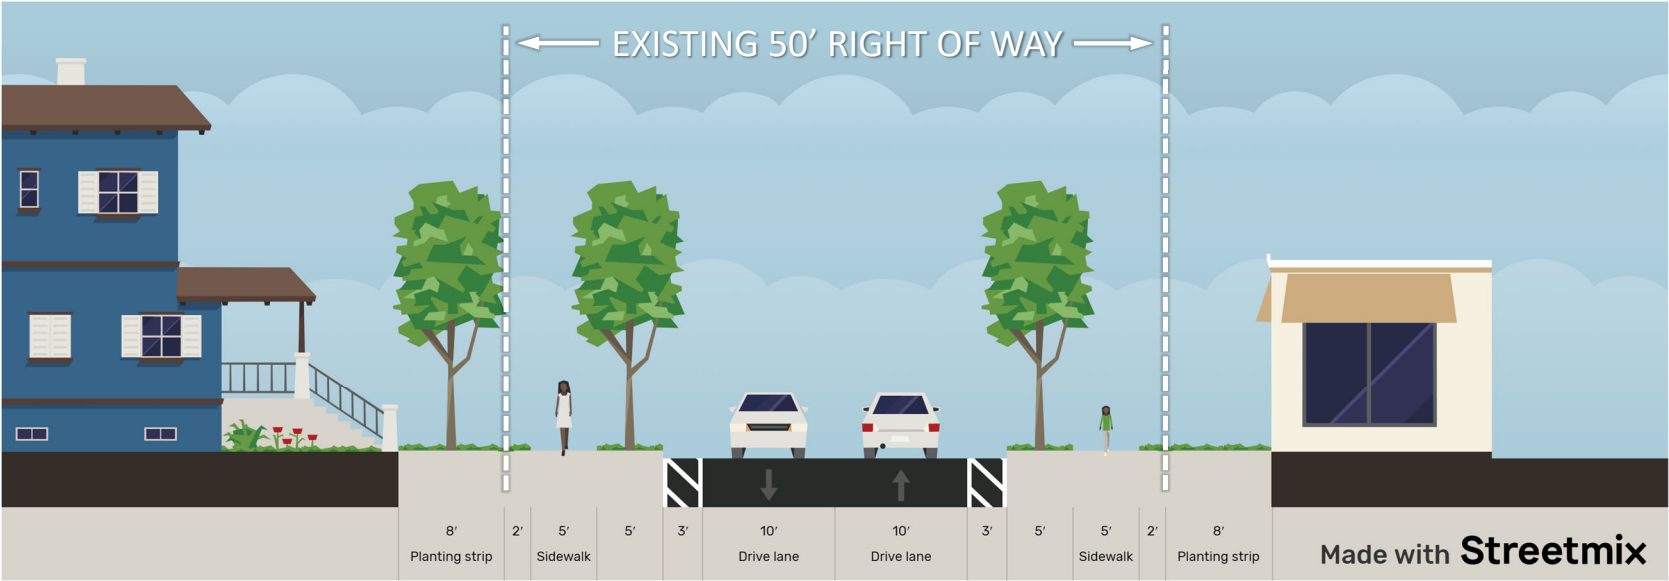 EXISTING 50’ RIGHT OF WAY
8′ 2′ 5′ 5′ 3′ 10′ 10′ 3′ 5′ 5′ 2′ 8′
Planting strip Sidewalk Drive lane Drive lane Sidewalk Planting strip
Made with Streetmix